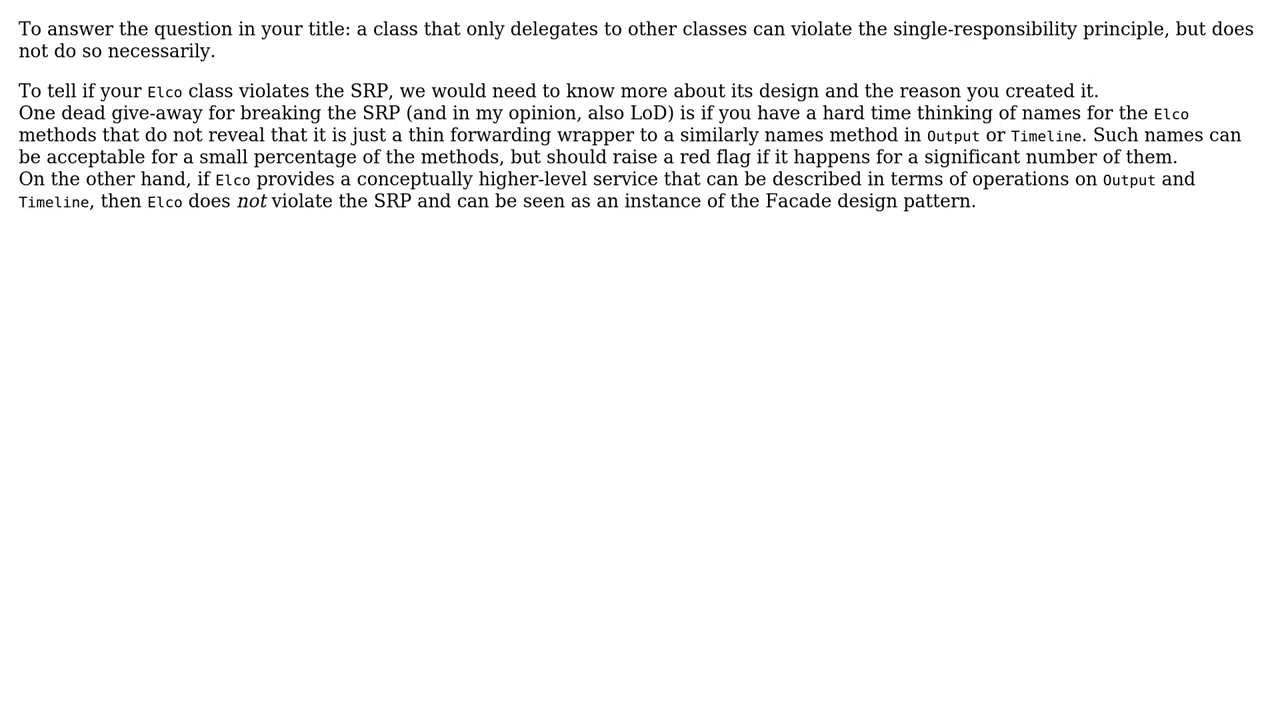 To answer the question in your title: a class that only delegates to other classes can violate the single-responsibility principle, but does
not do so necessarily.
To tell if your Elco class violates the SRP, we would need to know more about its design and the reason you created it.
One dead give-away for breaking the SRP (and in my opinion, also LoD) is if you have a hard time thinking of names for the Elco
methods that do not reveal that it is just a thin forwarding wrapper to a similarly names method in Output or Timeline. Such names can
be acceptable for a small percentage of the methods, but should raise a red flag if it happens for a significant number of them.
On the other hand, if Elco provides a conceptually higher-level service that can be described in terms of operations on Output and
Timeline, then Elco does not violate the SRP and can be seen as an instance of the Facade design pattern.